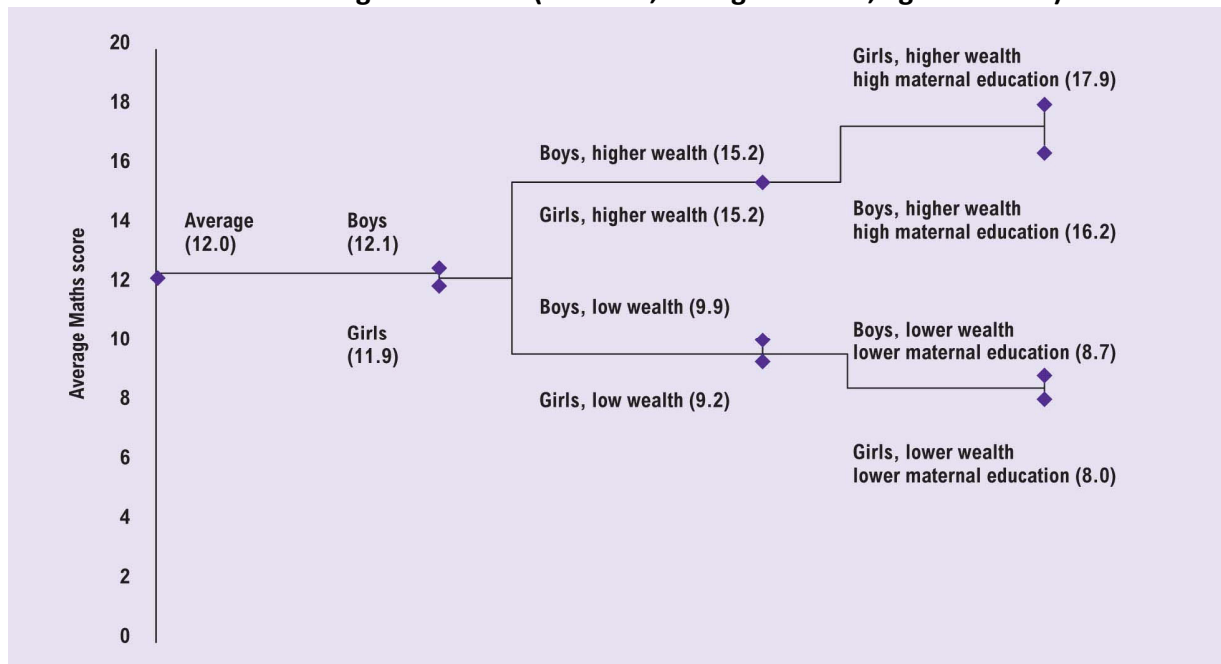 20
18
16
14
12
10
8
6
4
2
0
Average Maths score
Average
(12.0)
Boys
(12.1)
Girls
(11.9)
Boys, higher wealth (15.2)
Girls, higher wealth (15.2)
Boys, low wealth (9.9)
Girls, low wealth (9.2)
Girls, higher wealth
high maternal education (17.9)
Boys, higher wealth
high maternal education (16.2)
Boys, lower wealth
lower maternal education (8.7)
Girls, lower wealth
lower maternal education (8.0)